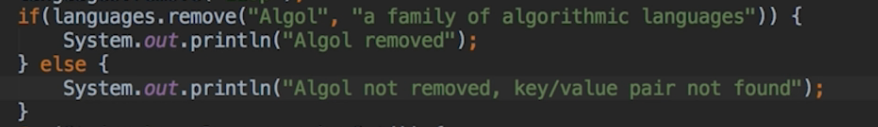 if(languages.remove("Algol", "a family of algorithmic languages")) {
    System.out.println("Algol removed");
} else {
    System.out.println("Algol not removed, key/value pair not found");
}